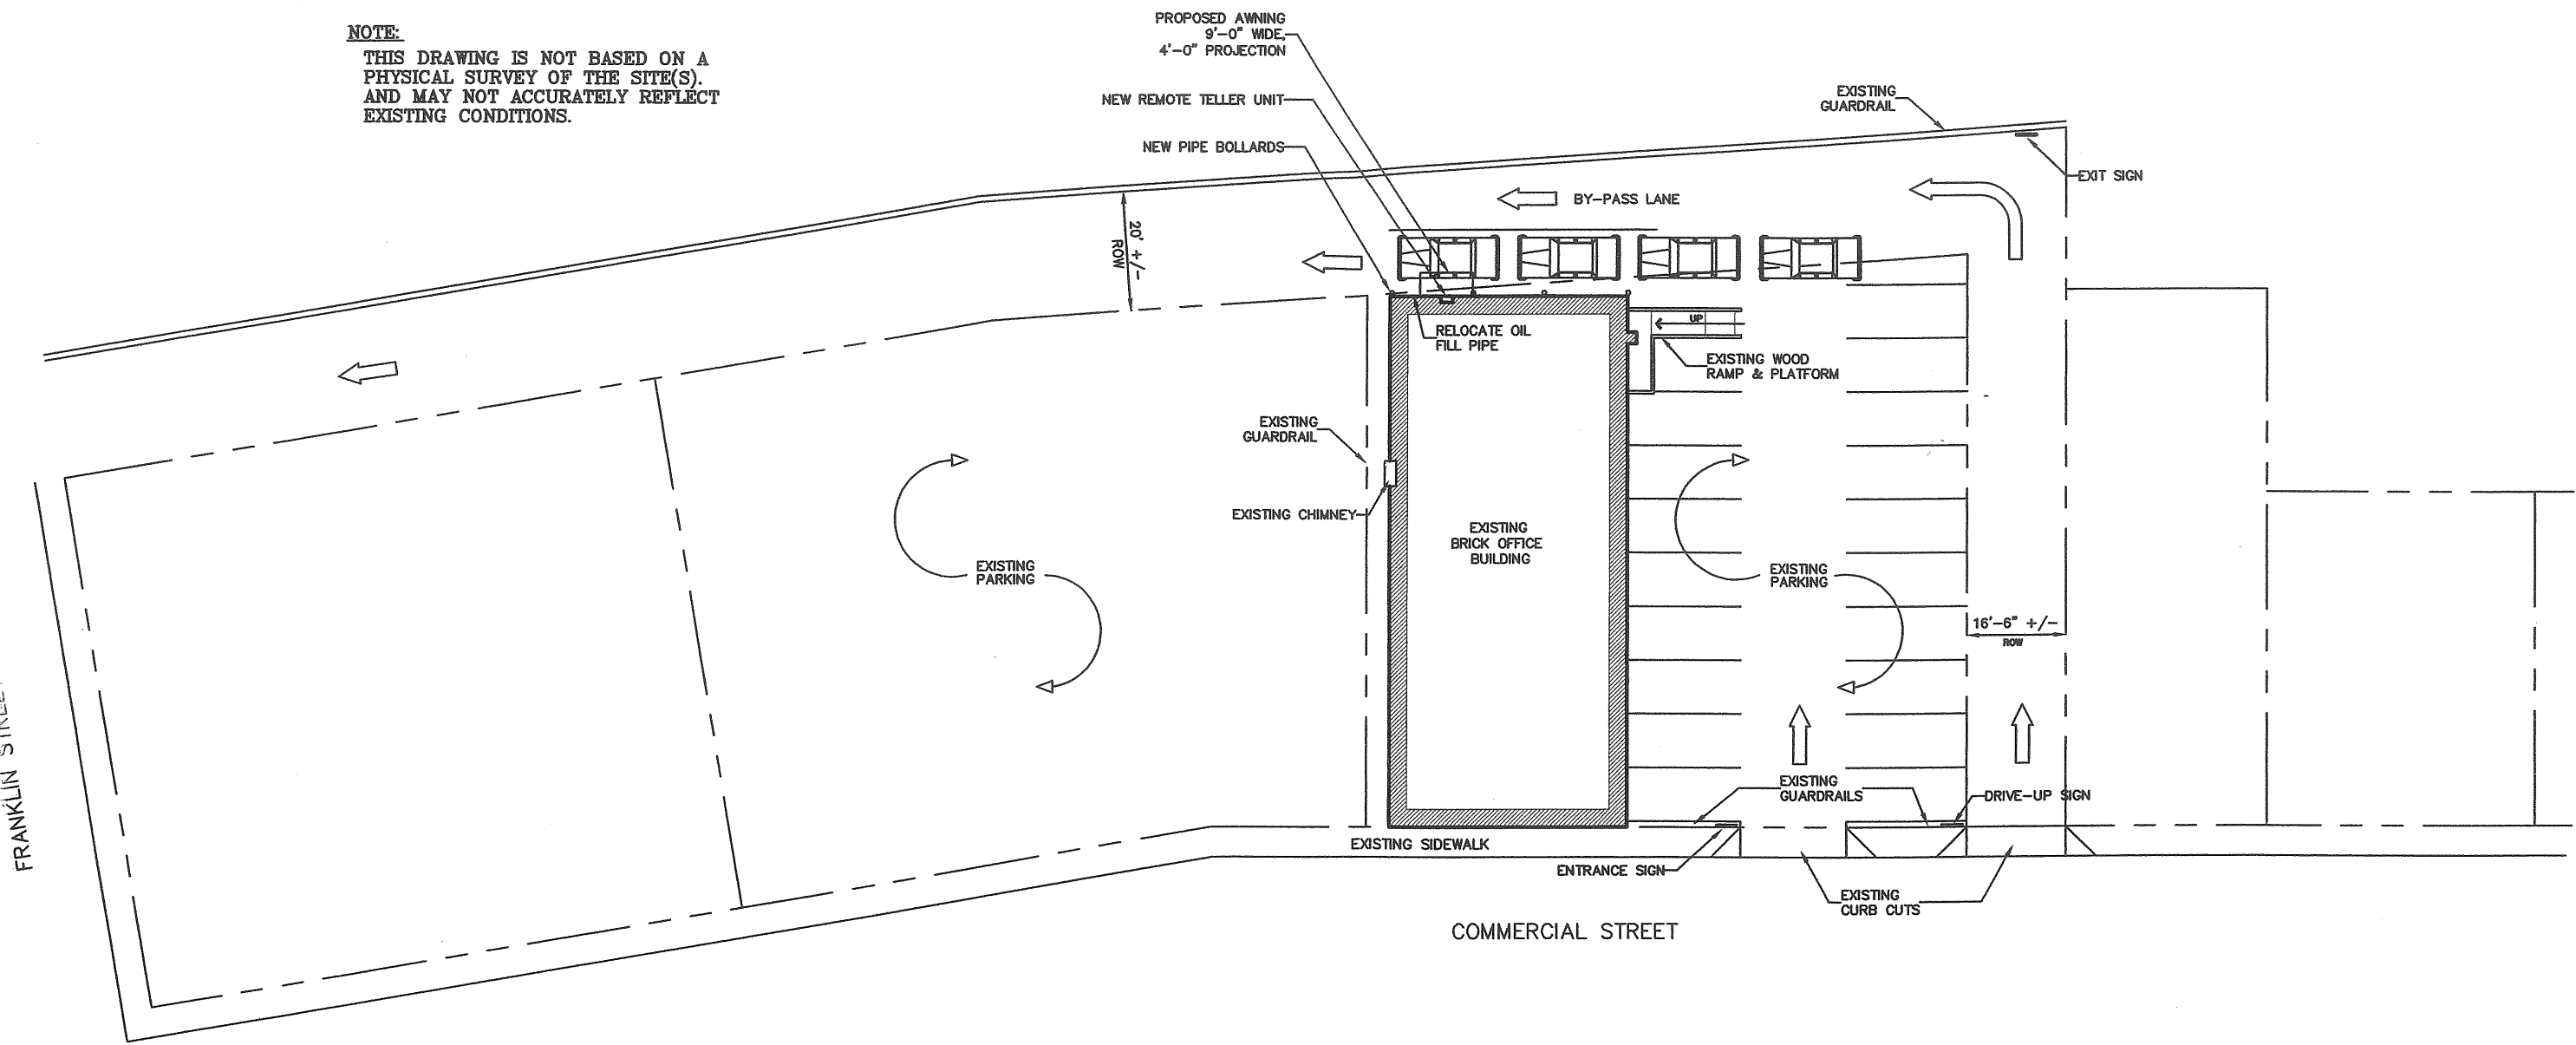 NOTE:
THIS DRAWING IS NOT BASED ON A
PHYSICAL SURVEY OF THE SITE(S).
AND MAY NOT ACCURATELY REFLECT
EXISTING CONDITIONS.
PROPOSED AWNING
9'-0" WIDE,
4'-0" PROJECTION
NEW REMOTE TELLER UNIT
NEW PIPE BOLLARDS
EXISTING
GUARDRAIL
EXIT SIGN
BY-PASS LANE
20' +/-
ROW
RELOCATE OIL
FILL PIPE
UP
EXISTING WOOD
RAMP & PLATFORM
EXISTING
GUARDRAIL
EXISTING CHIMNEY
EXISTING
BRICK OFFICE
BUILDING
EXISTING
PARKING
EXISTING
PARKING
16'-6" +/-
ROW
EXISTING
GUARDRAILS
DRIVE-UP SIGN
EXISTING SIDEWALK
ENTRANCE SIGN
EXISTING
CURB CUTS
COMMERCIAL STREET
FRANKLIN STREET